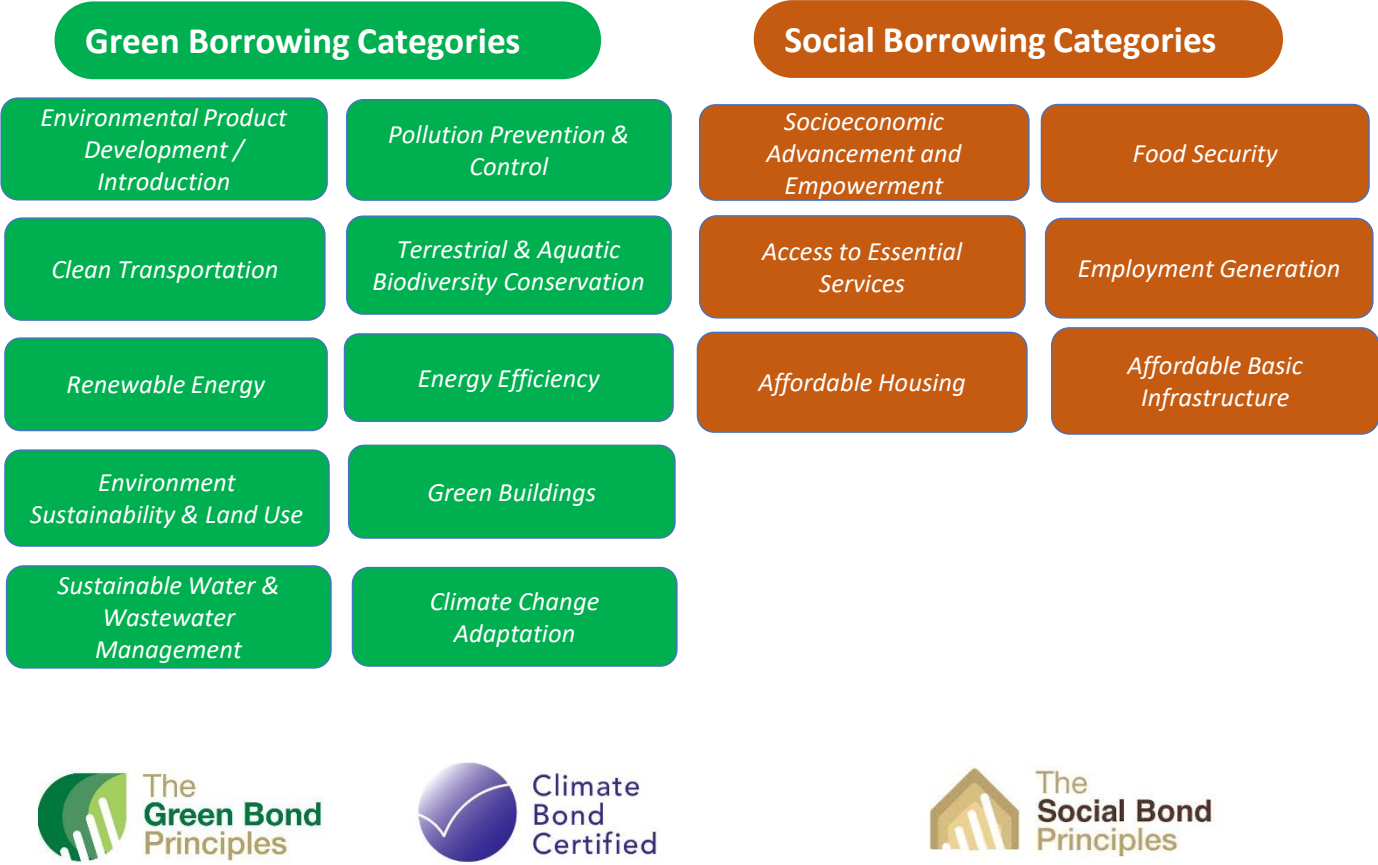 Green Borrowing Categories
Environmental Product
Development /
Introduction
Pollution Prevention &
Control
Clean Transportation
Terrestrial & Aquatic
Biodiversity Conservation
Renewable Energy
Energy Efficiency
Environment
Sustainability & Land Use
Green Buildings
Sustainable Water &
Wastewater
Management
Climate Change
Adaptation
Social Borrowing Categories
Socioeconomic
Advancement and
Empowerment
Food Security
Access to Essential
Services
Employment Generation
Affordable Housing
Affordable Basic
Infrastructure
The
Green Bond
Principles
Climate
Bond
Certified
The
Social Bond
Principles